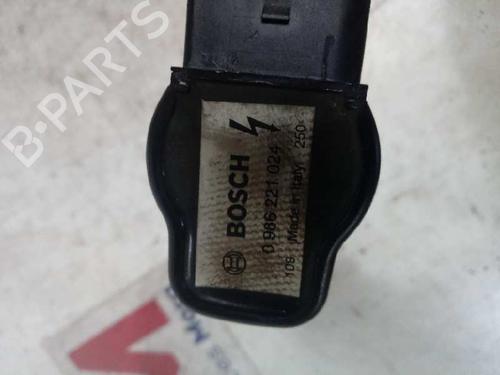 B-PARTS
BOSCH
0 986 221 024
108 Made in Italy 250